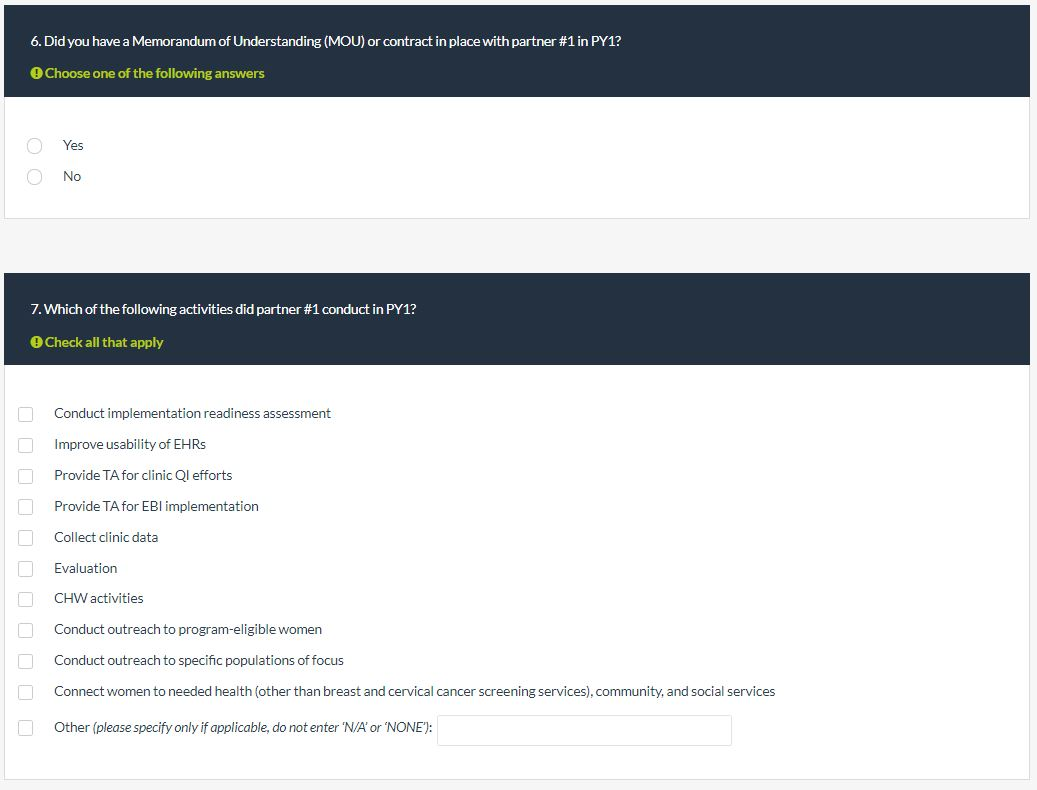 6. Did you have a Memorandum of Understanding (MOU) or contract in place with partner #1 in PY1?
Choose one of the following answers
Yes
No
7. Which of the following activities did partner #1 conduct in PY1?
Check all that apply
Conduct implementation readiness assessment
Improve usability of EHRs
Provide TA for clinic QI efforts
Provide TA for EBI implementation
Collect clinic data
Evaluation
CHW activities
Conduct outreach to program-eligible women
Conduct outreach to specific populations of focus
Connect women to needed health (other than breast and cervical cancer screening services), community, and social services
Other (please specify only if applicable, do not enter ‘N/A’ or ‘NONE’):